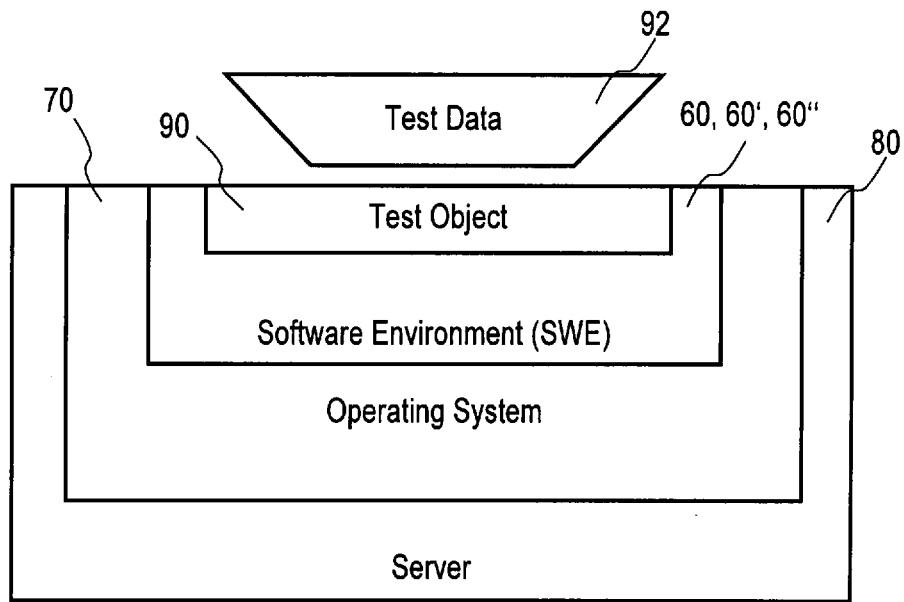 92
70
Test Data
60, 60‘, 60“
90
80
Test Object
Software Environment (SWE)
Operating System
Server